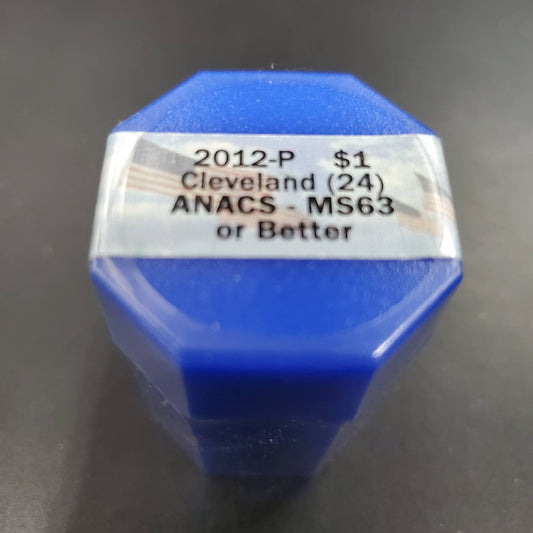 2012-P $1
Cleveland (24)
ANACS - MS63
or Better